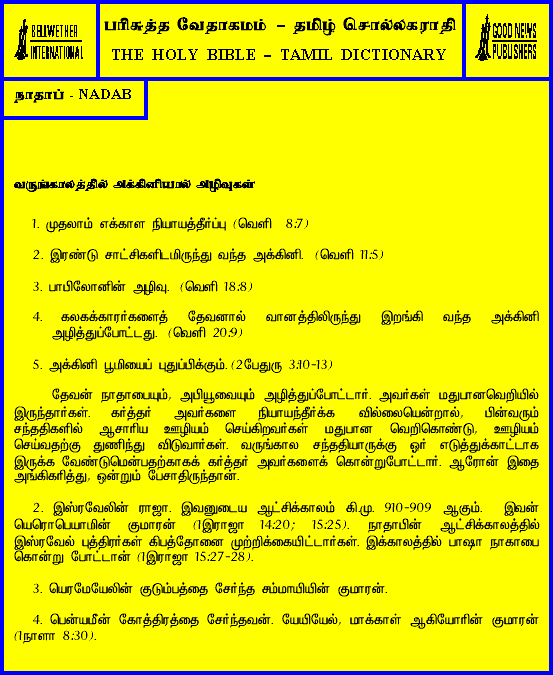 BELLWETHER
INTERNATIONAL
பரிசுத்த வேதாகமம் – தமிழ் சொல்லகராதி
THE HOLY BIBLE – TAMIL DICTIONARY
GOOD NEWS
PUBLISHERS
நாதாப் - NADAB
வருங்காலத்தில் அக்கினியால் அழிவுகள்
1. முதலாம் எக்காள நியாயத்தீர்ப்பு (வெளி 8:7)
2. இரண்டு சாட்சிகளிடமிருந்து வந்த அக்கினி. (வெளி 11:5)
3. பாபிலோனின் அழிவு. (வெளி 18:8)
4. கலகக்காரர்களைத் தேவனால் வானத்திலிருந்து இறங்கி வந்த அக்கினி
அழித்துப்போட்டது. (வெளி 20:9)
5. அக்கினி பூமியைப் புதுப்பிக்கும். (2பேதுரு 3:10-13)
தேவன் நாதாபையும், அபியூவையும் அழித்துப்போட்டார். அவர்கள் மதுபானவெறியில்
இருந்தார்கள். கர்த்தர் அவர்களை நியாயந்தீர்க்க வில்லையென்றால், பின்வரும்
சந்ததிகளில் ஆசாரிய ஊழியம் செய்கிறவர்கள் மதுபான வெறிகொண்டு, ஊழியம்
செய்வதற்கு துணிந்து விடுவார்கள். வருங்கால சந்ததியாருக்கு ஓர் எடுத்துக்காட்டாக
இருக்க வேண்டுமென்பதற்காகக் கர்த்தர் அவர்களைக் கொன்றுபோட்டார். ஆரோன் இதை
அங்கிகரித்து, ஒன்றும் பேசாதிருந்தான்.
2. இஸ்ரவேலின் ராஜா. இவனுடைய ஆட்சிக்காலம் கி.மு. 910-909 ஆகும். இவன்
யெரொபெயாமின் குமாரன் (1இராஜா 14:20; 15:25). நாதாபின் ஆட்சிக்காலத்தில்
இஸ்ரவேல் புத்திரர்கள் கிபத்தோனை முற்றிக்கையிட்டார்கள். இக்காலத்தில் பாஷா நாகாபை
கொன்று போட்டான் (1இராஜா 15:27-28).
3. யெரமேயேலின் குடும்பத்தை சேர்ந்த சம்மாயியின் குமாரன்.
4. பென்யமீன் கோத்திரத்தை சேர்ந்தவன். யேயியேல், மாக்காள் ஆகியோரின் குமாரன்
(1நாளா 8:30).